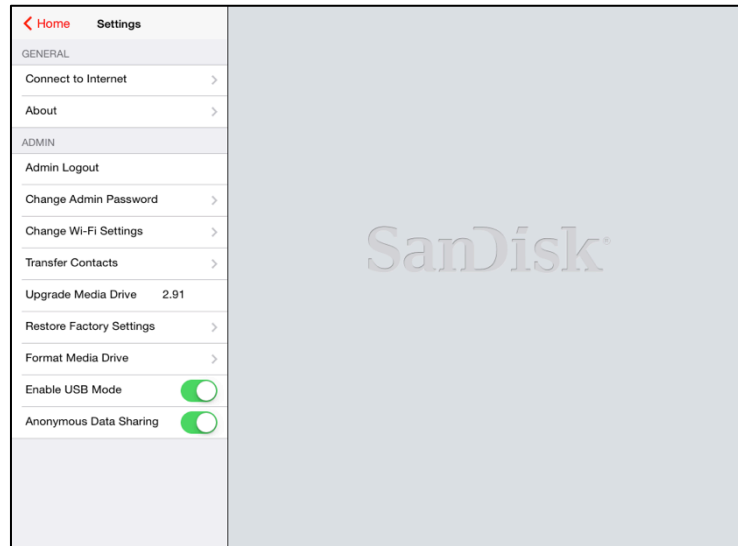 Home Settings
GENERAL
Connect to Internet
About
ADMIN
Admin Logout
Change Admin Password
Change Wi-Fi Settings
Transfer Contacts
Upgrade Media Drive 2.91
Restore Factory Settings
Format Media Drive
Enable USB Mode
Anonymous Data Sharing
SanDisk®